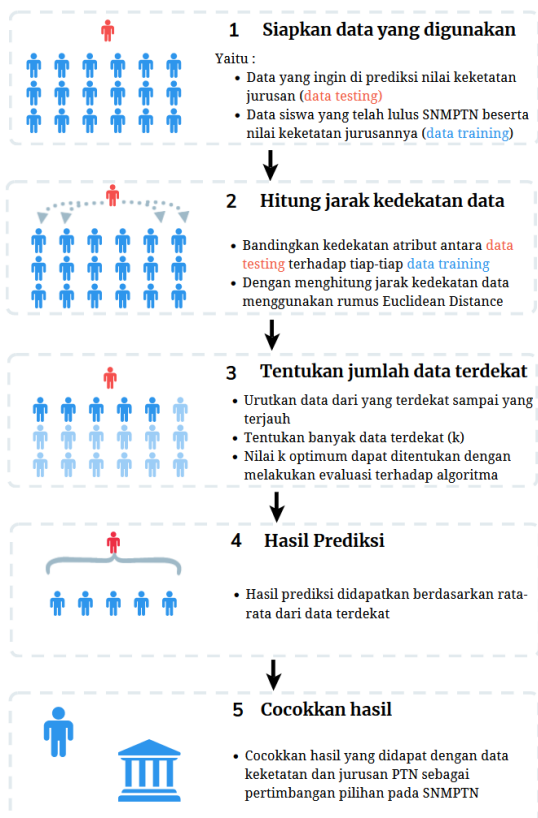 1 Siapkan data yang digunakan
Yaitu :
• Data yang ingin di prediksi nilai keketatan
jurusan (data testing)
• Data siswa yang telah lulus SNMPTN beserta
nilai keketatan jurusannya (data training)
2 Hitung jarak kedekatan data
• Bandingkan kedekatan atribut antara data
testing terhadap tiap-tiap data training
• Dengan menghitung jarak kedekatan data
menggunakan rumus Euclidean Distance
3 Tentukan jumlah data terdekat
• Urutkan data dari yang terdekat sampai yang
terjauh
• Tentukan banyak data terdekat (k)
• Nilai k optimum dapat ditentukan dengan
melakukan evaluasi terhadap algoritma
4 Hasil Prediksi
• Hasil prediksi didapatkan berdasarkan rata-
rata dari data terdekat
5 Cocokkan hasil
• Cocokkan hasil yang didapat dengan data
keketatan dan jurusan PTN sebagai
pertimbangan pilihan pada SNMPTN